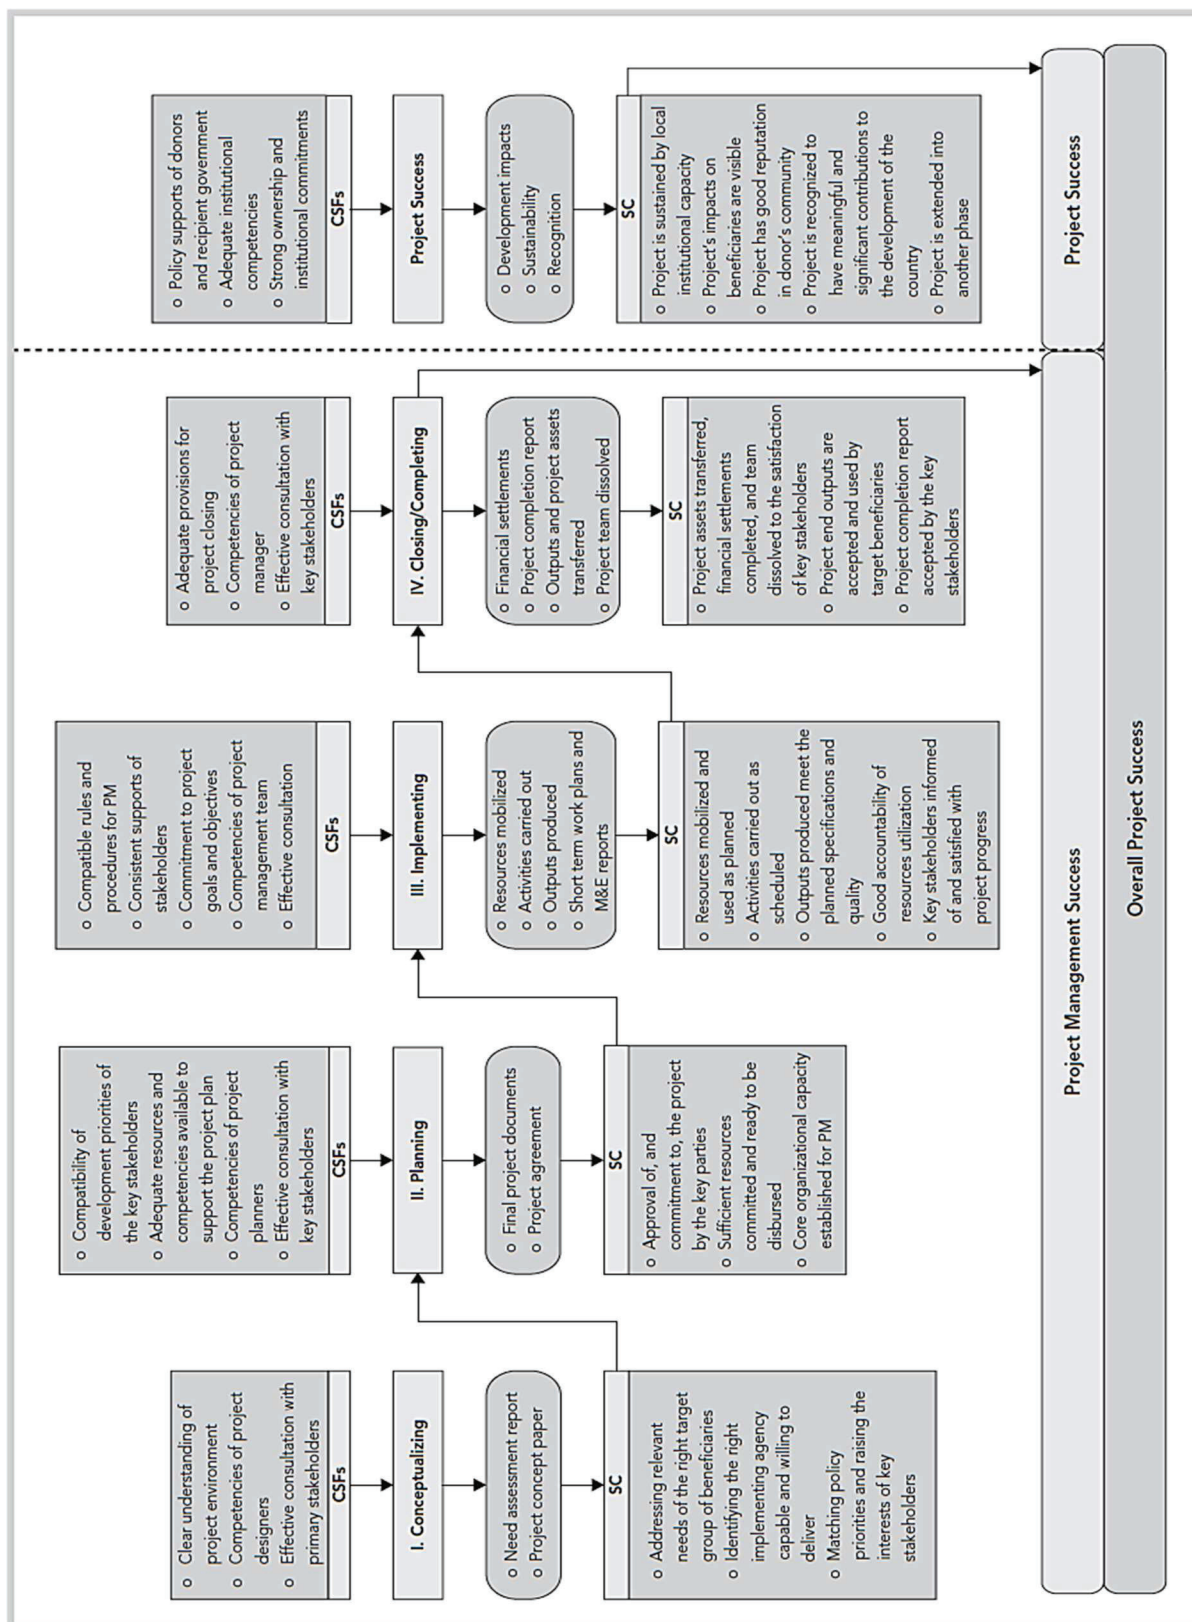 ○ Clear understanding of
project environment
○ Competencies of project
designers
○ Effective consultation with
primary stakeholders
CSFs
I. Conceptualizing
○ Need assessment report
○ Project concept paper
SC
○ Addressing relevant
needs of the right target
group of beneficiaries
○ Identifying the right
implementing agency
capable and willing to
deliver
○ Matching policy
priorities and raising the
interests of key
stakeholders
○ Compatibility of
development priorities of
the key stakeholders
○ Adequate resources and
competencies available to
support the project plan
○ Competencies of project
planners
○ Effective consultation with
key stakeholders
CSFs
II. Planning
○ Final project documents
○ Project agreement
SC
○ Approval of, and
commitment to, the project
by the key parties
○ Sufficient resources
committed and ready to be
disbursed
○ Core organizational capacity
established for PM
○ Compatible rules and
procedures for PM
○ Consistent supports of
stakeholders
○ Commitment to project
goals and objectives
○ Competencies of project
management team
○ Effective consultation
CSFs
III. Implementing
○ Resources mobilized
○ Activities carried out
○ Outputs produced
○ Short term work plans and
M&E reports
SC
○ Resources mobilized and
used as planned
○ Activities carried out as
scheduled
○ Outputs produced meet the
planned specifications and
quality
○ Good accountability of
resources utilization
○ Key stakeholders informed
of and satisfied with
project progress
○ Adequate provisions for
project closing
○ Competencies of project
manager
○ Effective consultation with
key stakeholders
CSFs
IV. Closing/Completing
○ Financial settlements
○ Project completion report
○ Outputs and project assets
transferred
○ Project team dissolved
SC
○ Project assets transferred,
financial settlements
completed, and team
dissolved to the satisfaction
of key stakeholders
○ Project end outputs are
accepted and used by
target beneficiaries
○ Project completion report
accepted by the key
stakeholders
○ Policy supports of donors
and recipient government
○ Adequate institutional
competencies
○ Strong ownership and
institutional commitments
CSFs
Project Success
○ Development impacts
○ Sustainability
○ Recognition
SC
○ Project is sustained by local
institutional capacity
○ Project's impacts on
beneficiaries are visible
○ Project has good reputation
in donor's community
○ Project is recognized to
have meaningful and
significant contributions to
the development of the
country
○ Project is extended into
another phase
Project Management Success
Project Success
Overall Project Success